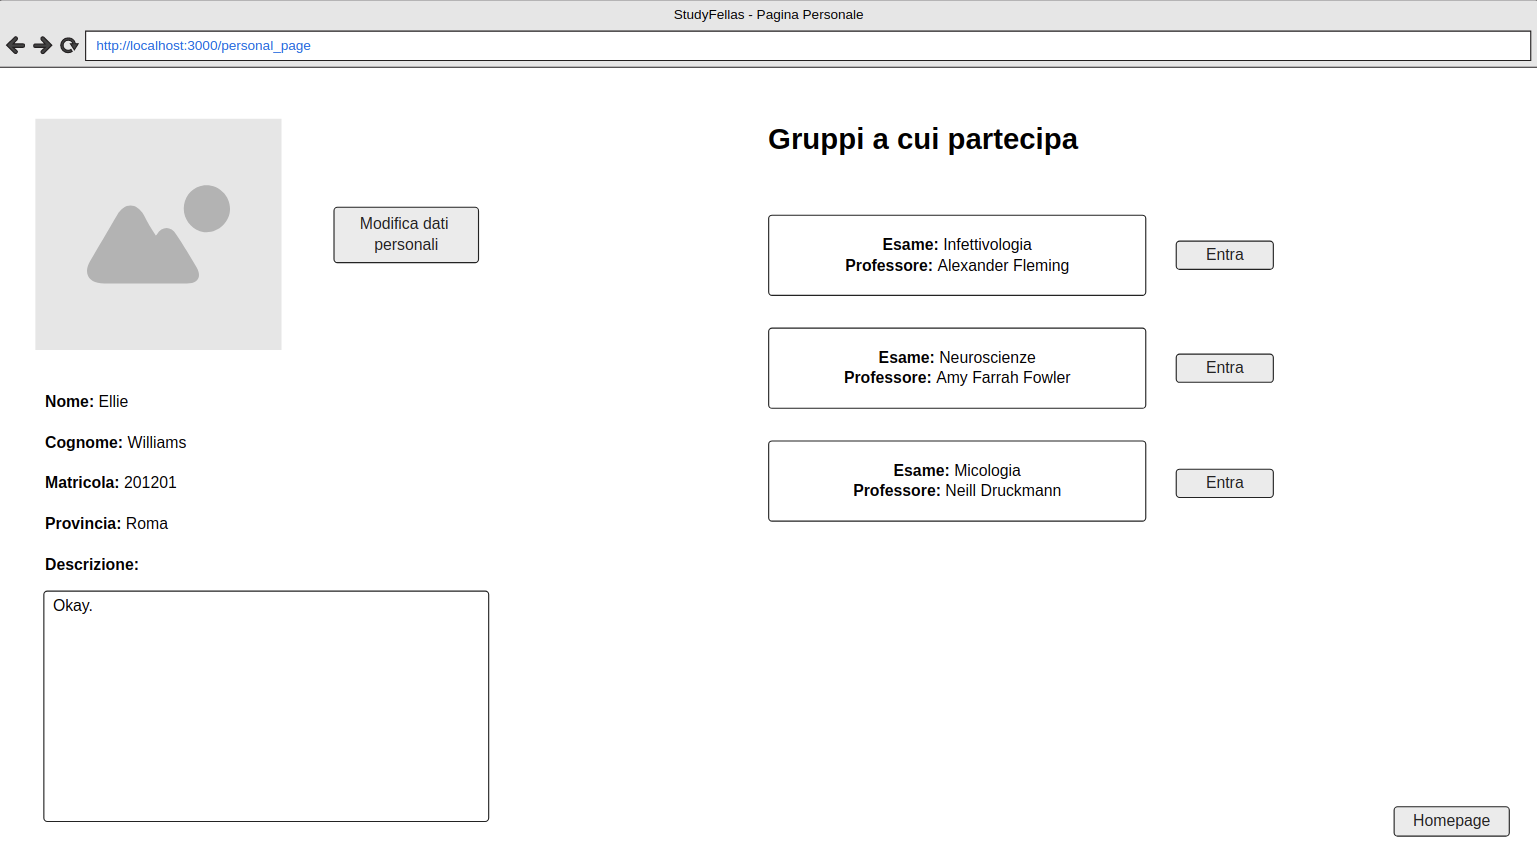 StudyFellas - Pagina Personale
http://localhost:3000/personal_page
Modifica dati
personali
Nome: Ellie
Cognome: Williams
Matricola: 201201
Provincia: Roma
Descrizione:
Okay.
Gruppi a cui partecipa
Esame: Infettivologia
Professore: Alexander Fleming
Entra
Esame: Neuroscienze
Professore: Amy Farrah Fowler
Entra
Esame: Micologia
Professore: Neill Druckmann
Entra
Homepage